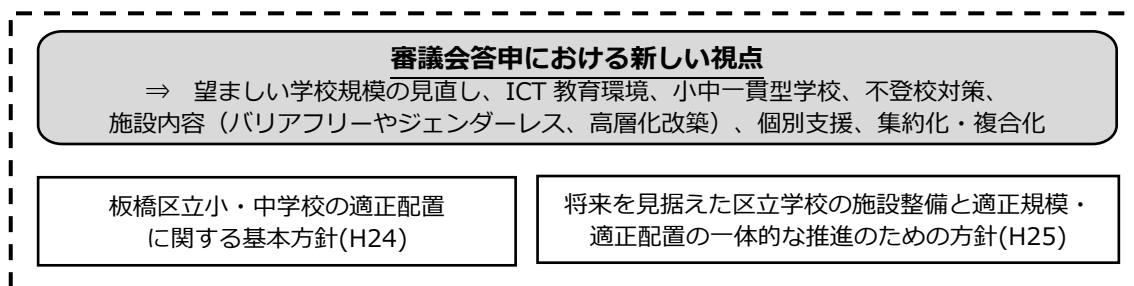 審議会答申における新しい視点
⇒ 望ましい学校規模の見直し、ICT 教育環境、小中一貫型学校、不登校対策、
施設内容（バリアフリーやジェンダーレス、高層化改築）、個別支援、集約化・複合化
板橋区立小・中学校の適正配置
に関する基本方針(H24)
将来を見据えた区立学校の施設整備と適正規模・
適正配置の一体的な推進のための方針(H25)